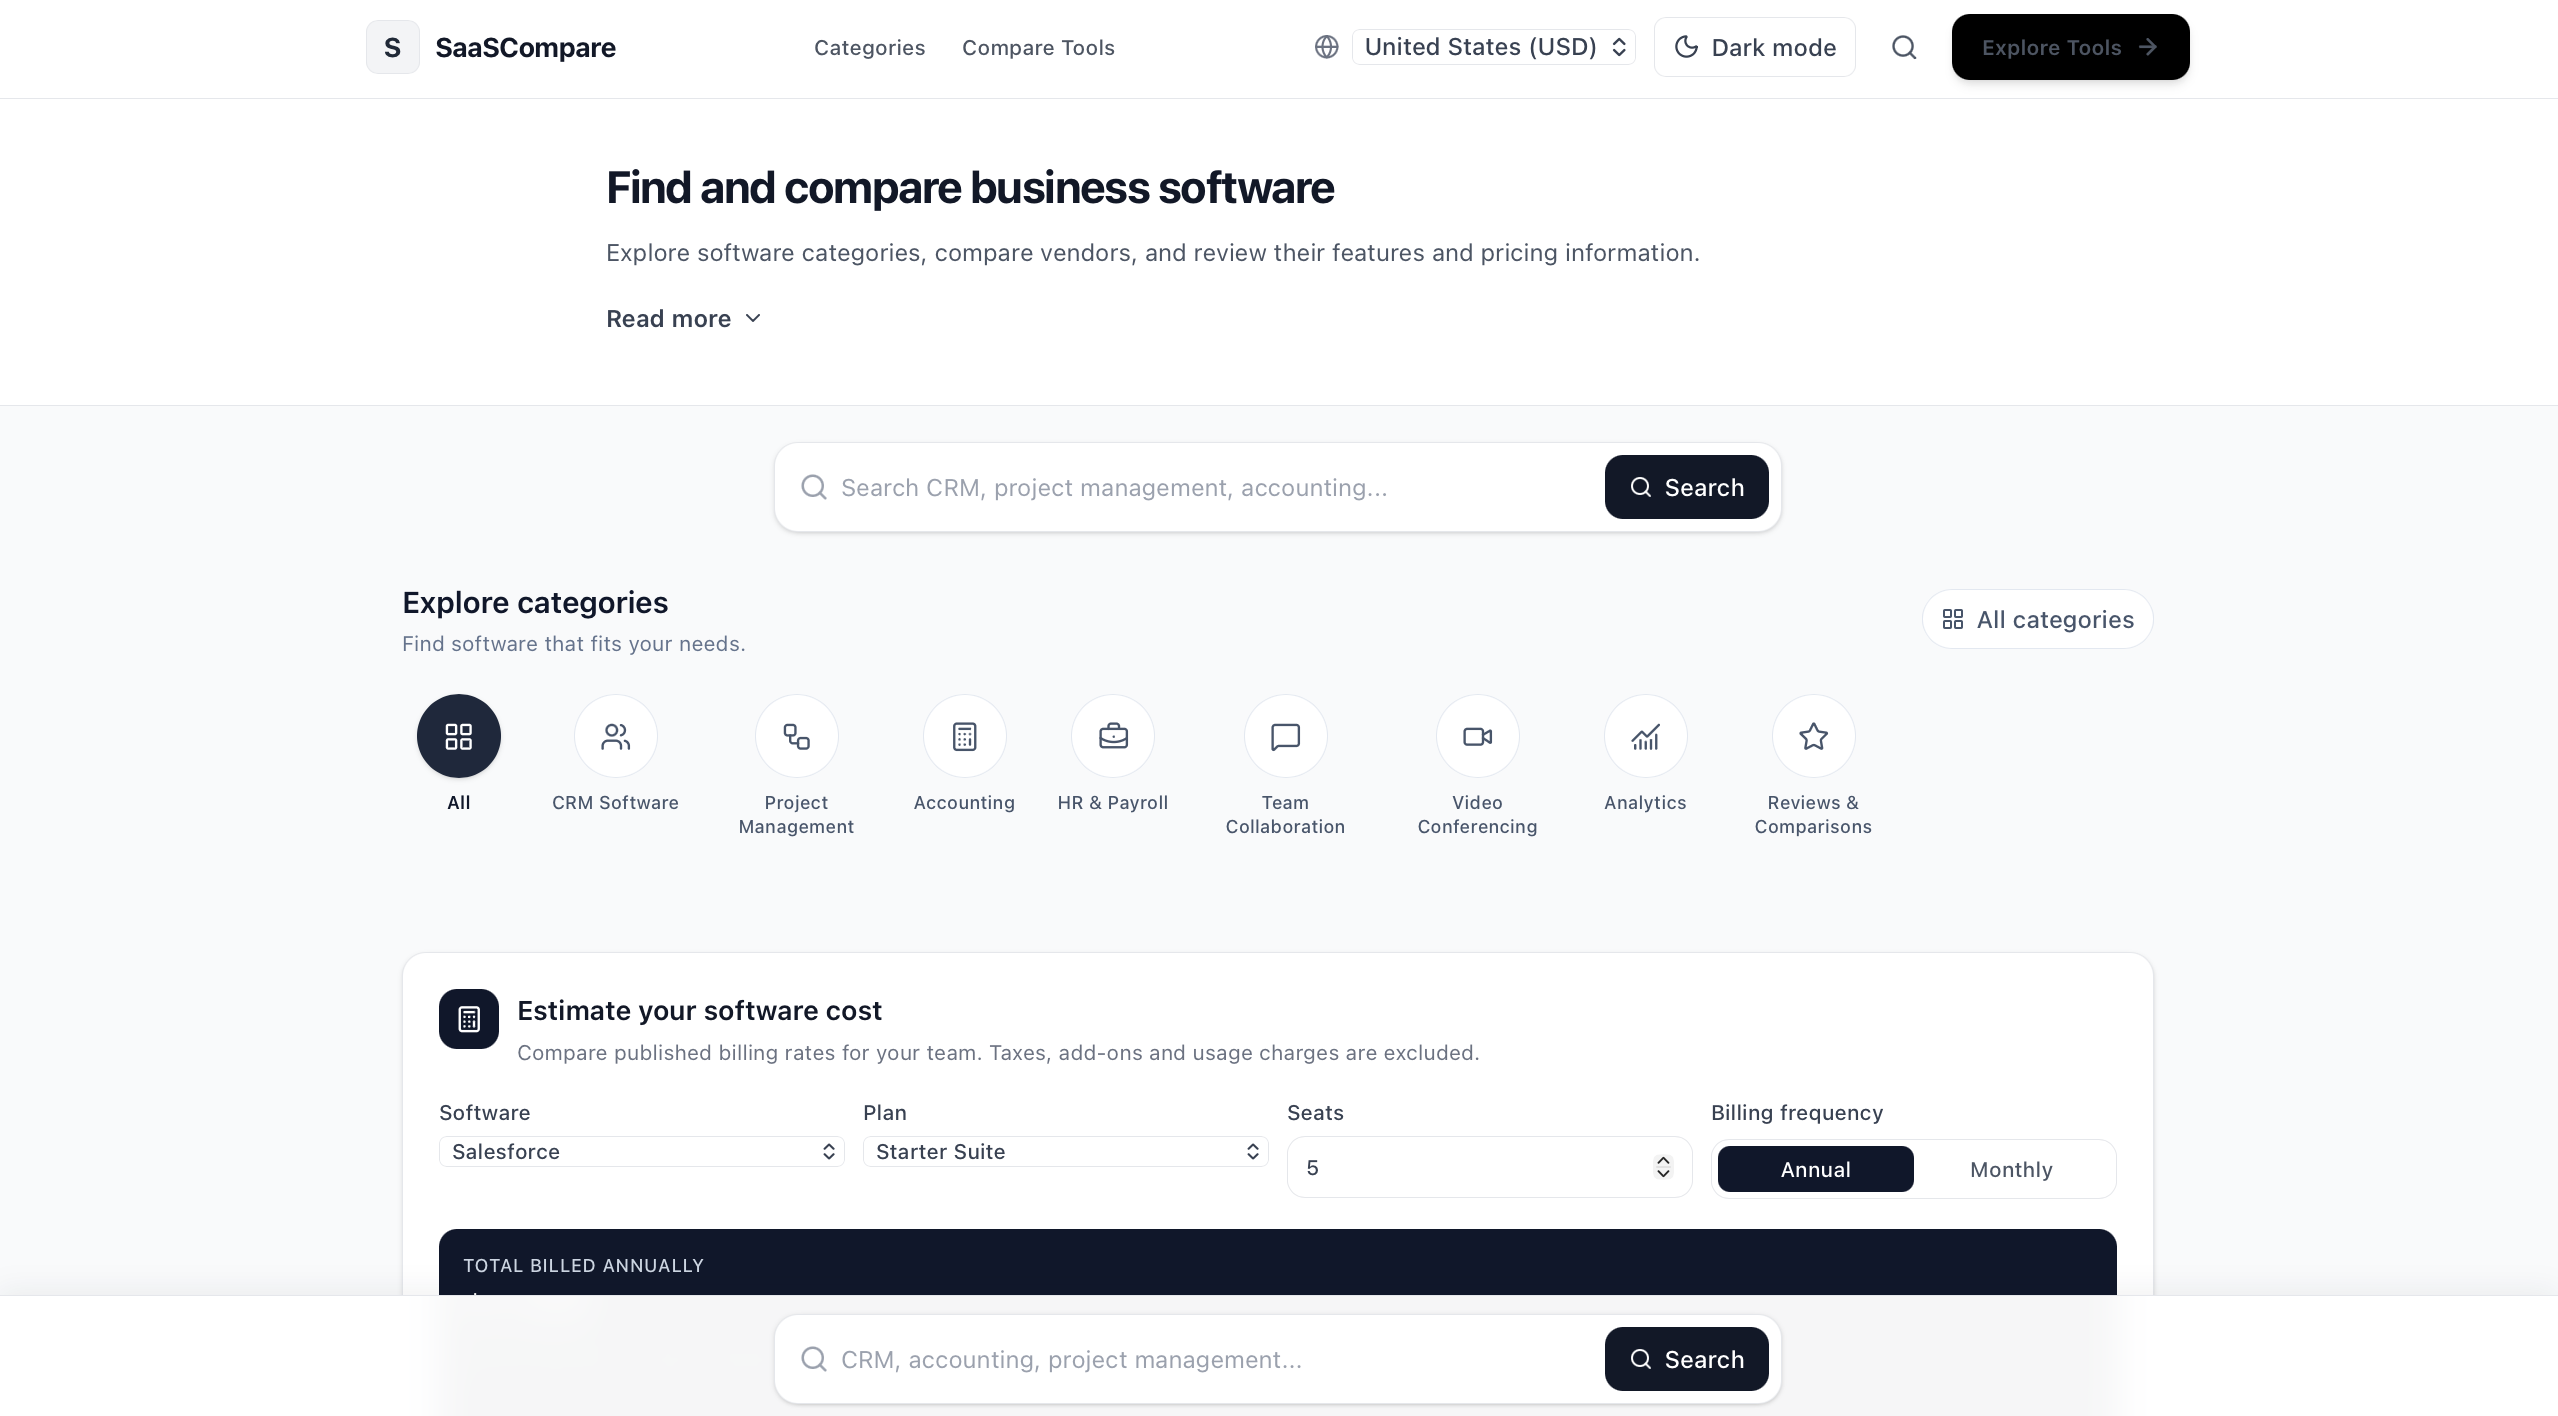 S SaaSCompare Categories Compare Tools United States (USD) Dark mode Explore Tools
Find and compare business software
Explore software categories, compare vendors, and review their features and pricing information.
Read more
Search CRM, project management, accounting... Search
Explore categories
All categories
Find software that fits your needs.
All
CRM Software
Project
Management
Accounting
HR & Payroll
Team
Collaboration
Video
Conferencing
Analytics
Reviews &
Comparisons
Estimate your software cost
Compare published billing rates for your team. Taxes, add-ons and usage charges are excluded.
Software
Salesforce
Plan
Starter Suite
Seats
5
Billing frequency
Annual Monthly
TOTAL BILLED ANNUALLY
CRM, accounting, project management... Search